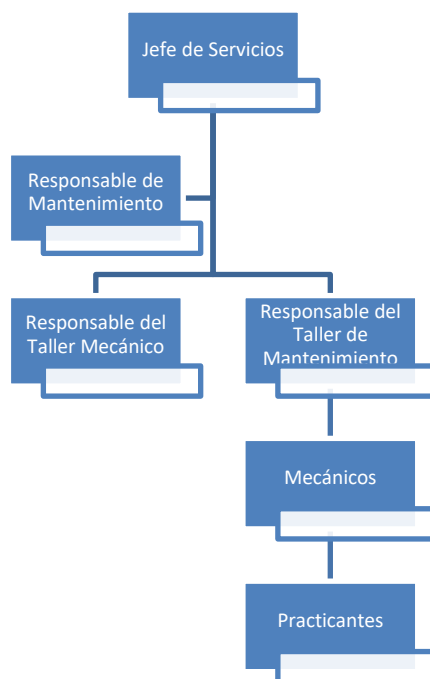 Jefe de Servicios
Responsable de
Mantenimiento
Responsable del
Taller Mecánico
Responsable del
Taller de
Mantenimiento
Mecánicos
Practicantes